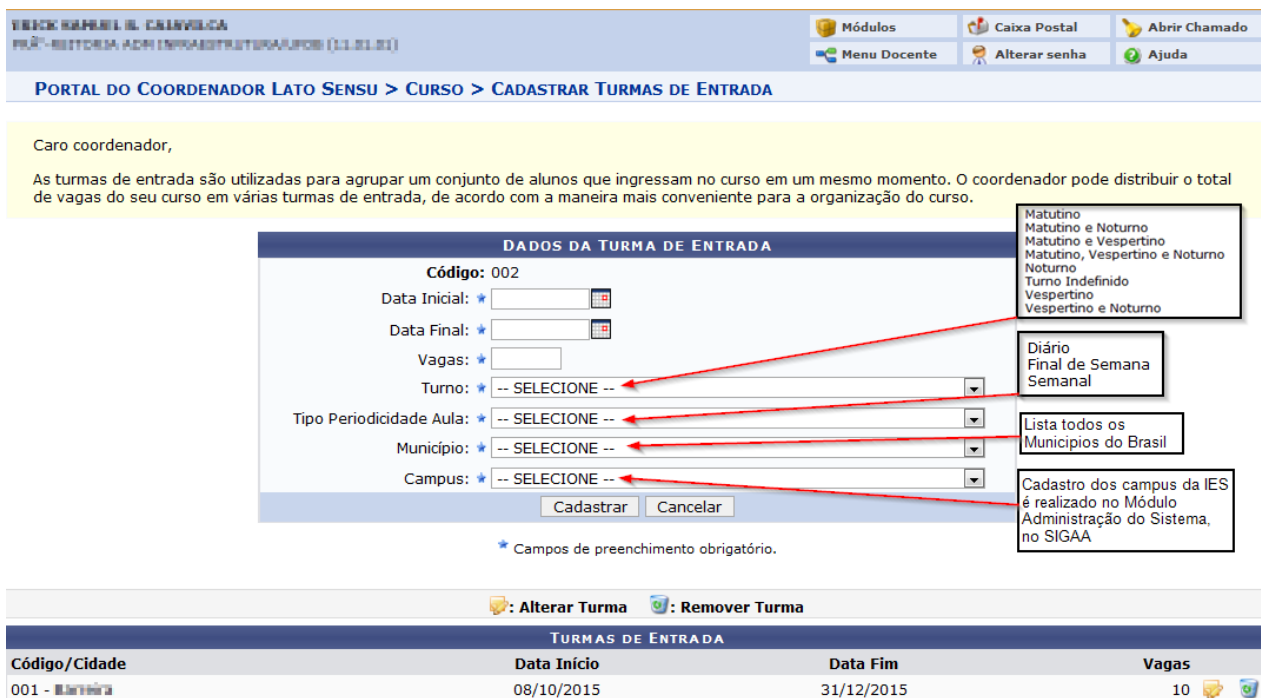 Módulos
Caixa Postal
Abrir Chamado
Menu Docente
Alterar senha
Ajuda
PORTAL DO COORDENADOR LATO SENSU > CURSO > CADASTRAR TURMAS DE ENTRADA
Caro coordenador,
As turmas de entrada são utilizadas para agrupar um conjunto de alunos que ingressam no curso em um mesmo momento. O coordenador pode distribuir o total
de vagas do seu curso em várias turmas de entrada, de acordo com a maneira mais conveniente para a organização do curso.
DADOS DA TURMA DE ENTRADA
Código: 002
Data Inicial:
Data Final:
Vagas:
Turno: -- SELECIONE --
Tipo Periodicidade Aula: -- SELECIONE --
Município: -- SELECIONE --
Campus: -- SELECIONE --
Cadastrar Cancelar
Matutino
Matutino e Noturno
Matutino e Vespertino
Matutino, Vespertino e Noturno
Noturno
Turno Indefinido
Vespertino
Vespertino e Noturno
Diário
Final de Semana
Semanal
Lista todos os
Municipios do Brasil
Cadastro dos campus da IES
é realizado no Módulo
Administração do Sistema,
no SIGAA
Campos de preenchimento obrigatório.
: Alterar Turma : Remover Turma
TURMAS DE ENTRADA
Código/Cidade Data Início Data Fim Vagas
001 - 08/10/2015 31/12/2015 10